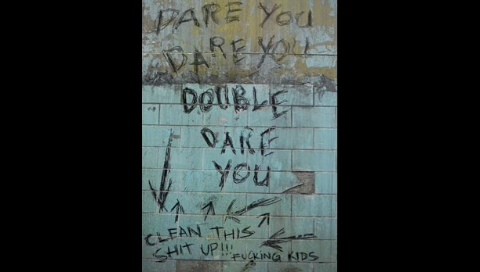 DARE YOU
DARE YOU
DOUBLE
DARE
YOU
CLEAN THIS
SHIT UP!!!
FUCKING KIDS